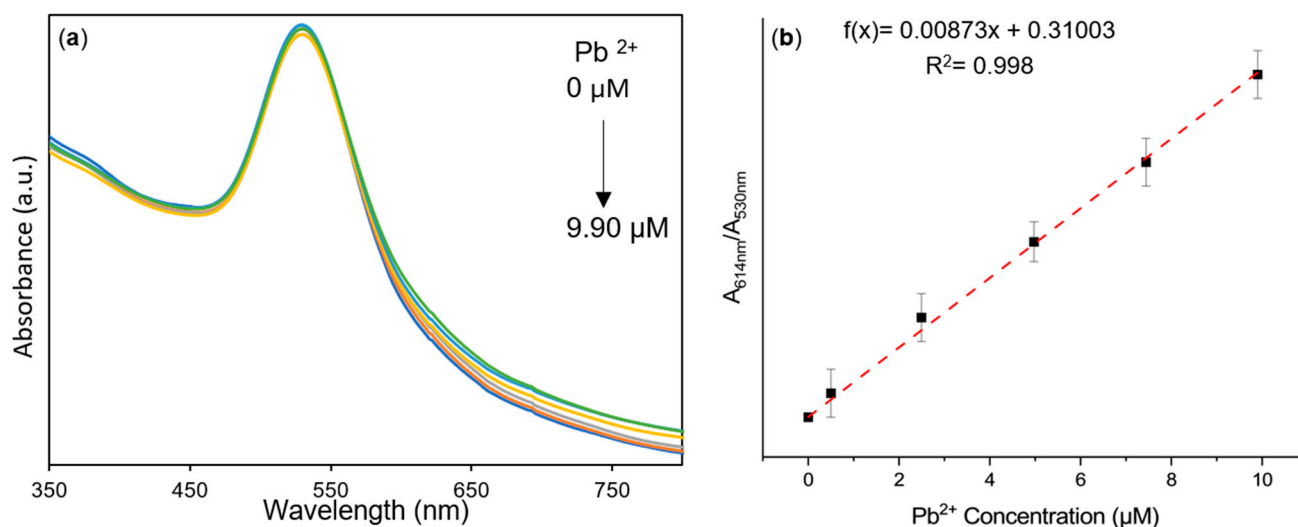 (a)
Pb 2+
0 µM
9.90 µM
Absorbance (a.u.)
350
450
550
650
750
Wavelength (nm)
(b)
f(x)= 0.00873x + 0.31003
R²= 0.998
A614nm/A530nm
0
2
4
6
8
10
Pb²⁺ Concentration (µM)